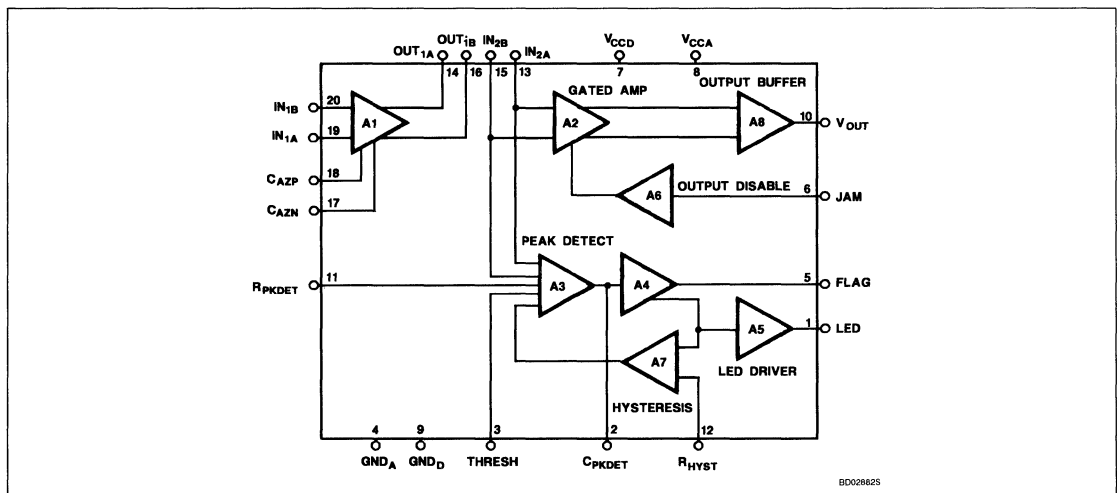 OUT1A OUT1B IN2B IN2A VCCD VCCA
14 16 15 13 7 8
GATED AMP OUTPUT BUFFER
IN1B 20 A1 A2 A8 10 VOUT
IN1A 19
CAZP 18
CAZN 17
A6 OUTPUT DISABLE 6 JAM
PEAK DETECT
RPKDET 11 A3 A4 5 FLAG
A5 1 LED
A7 LED DRIVER
HYSTERESIS
4 9 3 2 12
GNDA GNDD THRESH CPKDET RHYST
BD02882S